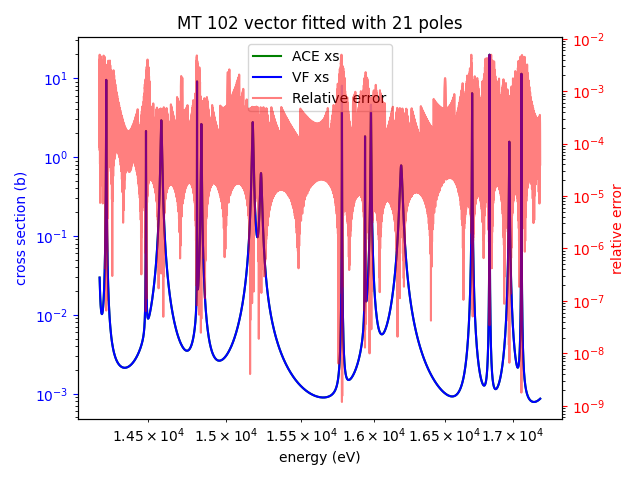 MT 102 vector fitted with 21 poles
ACE xs
VF xs
Relative error
cross section (b)
10¹
10⁰
10⁻¹
10⁻²
10⁻³
10⁻²
10⁻³
10⁻⁴
10⁻⁵
10⁻⁶
10⁻⁷
10⁻⁸
10⁻⁹
relative error
1.45 × 10⁴ 1.5 × 10⁴ 1.55 × 10⁴ 1.6 × 10⁴ 1.65 × 10⁴ 1.7 × 10⁴
energy (eV)